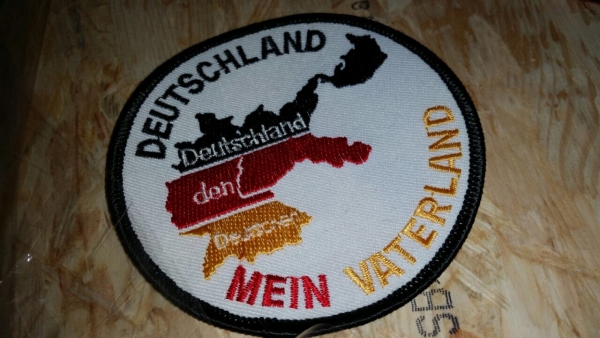 DEUTSCHLAND
Deutschland
den
Deutschen
MEIN VATERLAND